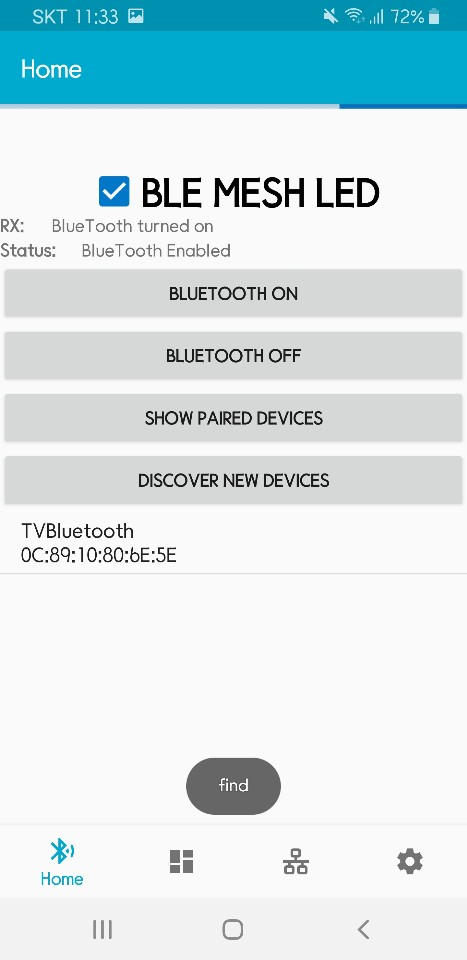 SKT 11:33 72%
Home
BLE MESH LED
RX: BlueTooth turned on
Status: BlueTooth Enabled
BLUETOOTH ON
BLUETOOTH OFF
SHOW PAIRED DEVICES
DISCOVER NEW DEVICES
TVBluetooth
0C:89:10:80:6E:5E
find
Home